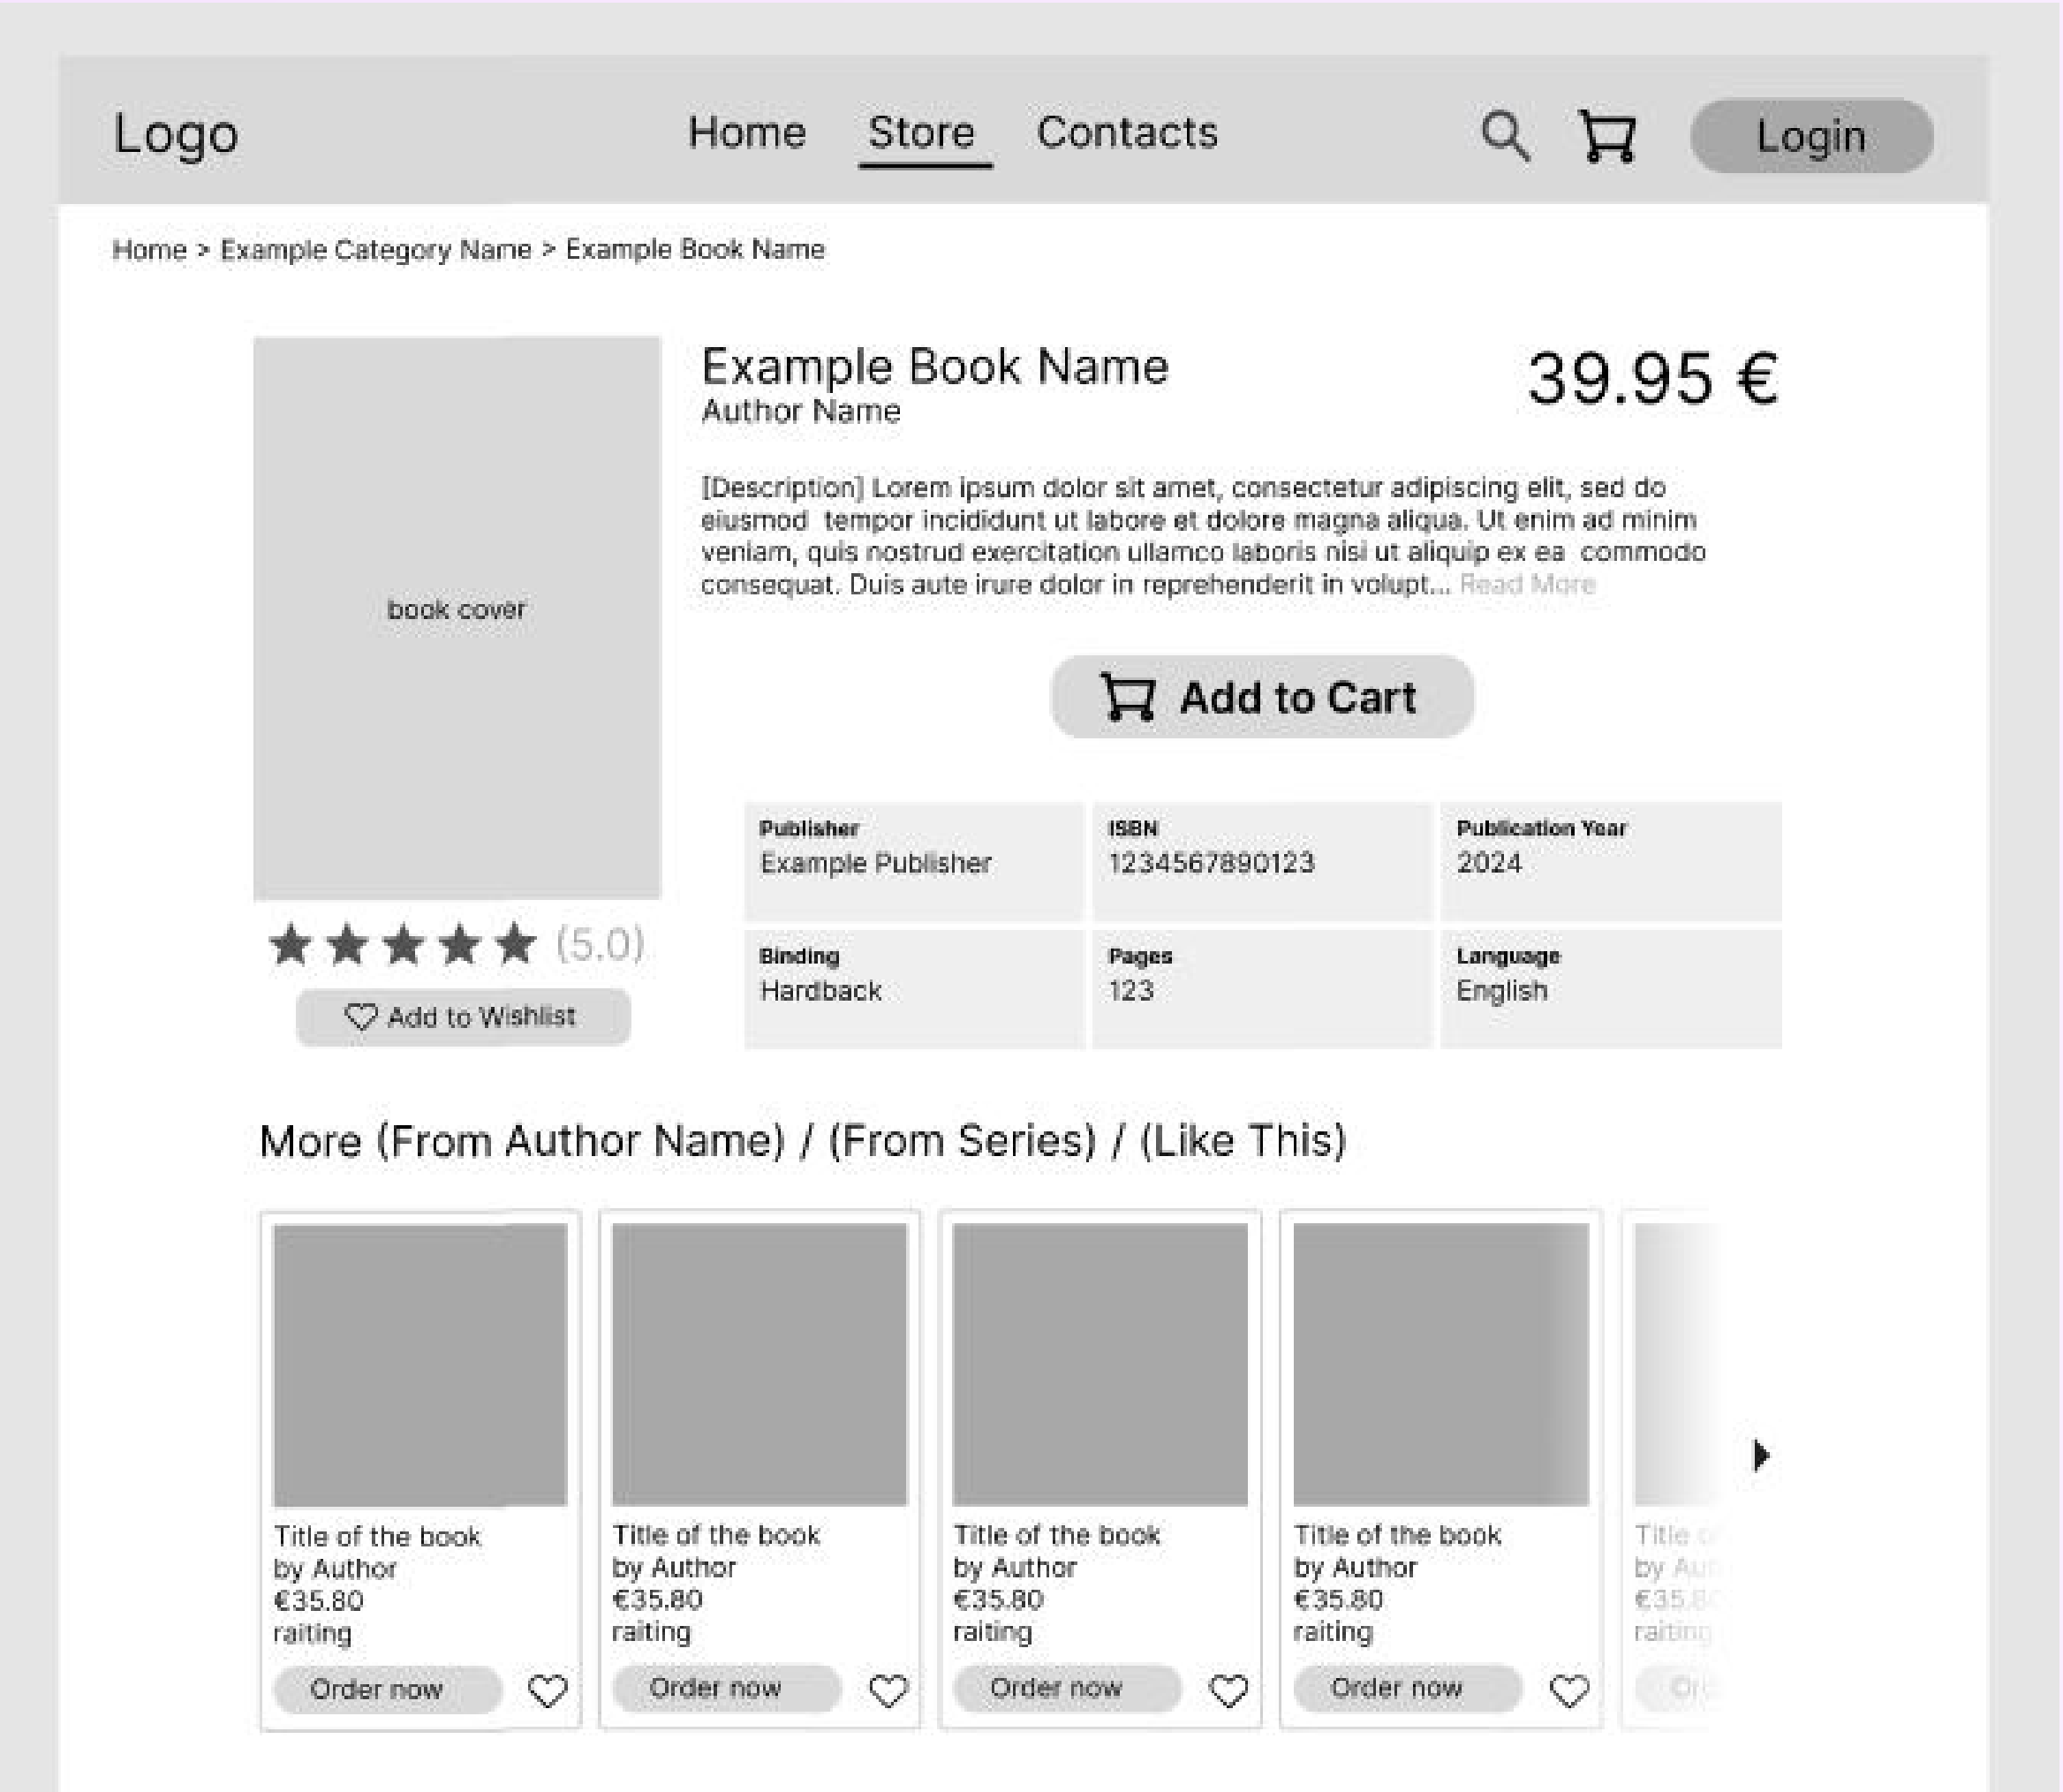 Logo
Home Store Contacts
Login
Home > Example Category Name > Example Book Name
book cover
Example Book Name
39.95 €
Author Name
[Description] Lorem ipsum dolor sit amet, consectetur adipiscing elit, sed do
eiusmod tempor incididunt ut labore et dolore magna aliqua. Ut enim ad minim
veniam, quis nostrud exercitation ullamco laboris nisi ut aliquip ex ea commodo
consequat. Duis aute irure dolor in reprehenderit in volupt... Read More
Add to Cart
Publisher
Example Publisher
ISBN
1234567890123
Publication Year
2024
Binding
Hardback
Pages
123
Language
English
(5.0)
Add to Wishlist
More (From Author Name) / (From Series) / (Like This)
Title of the book
by Author
€35.80
raiting
Order now
Title of the book
by Author
€35.80
raiting
Order now
Title of the book
by Author
€35.80
raiting
Order now
Title of the book
by Author
€35.80
raiting
Order now
Title
by
raiting